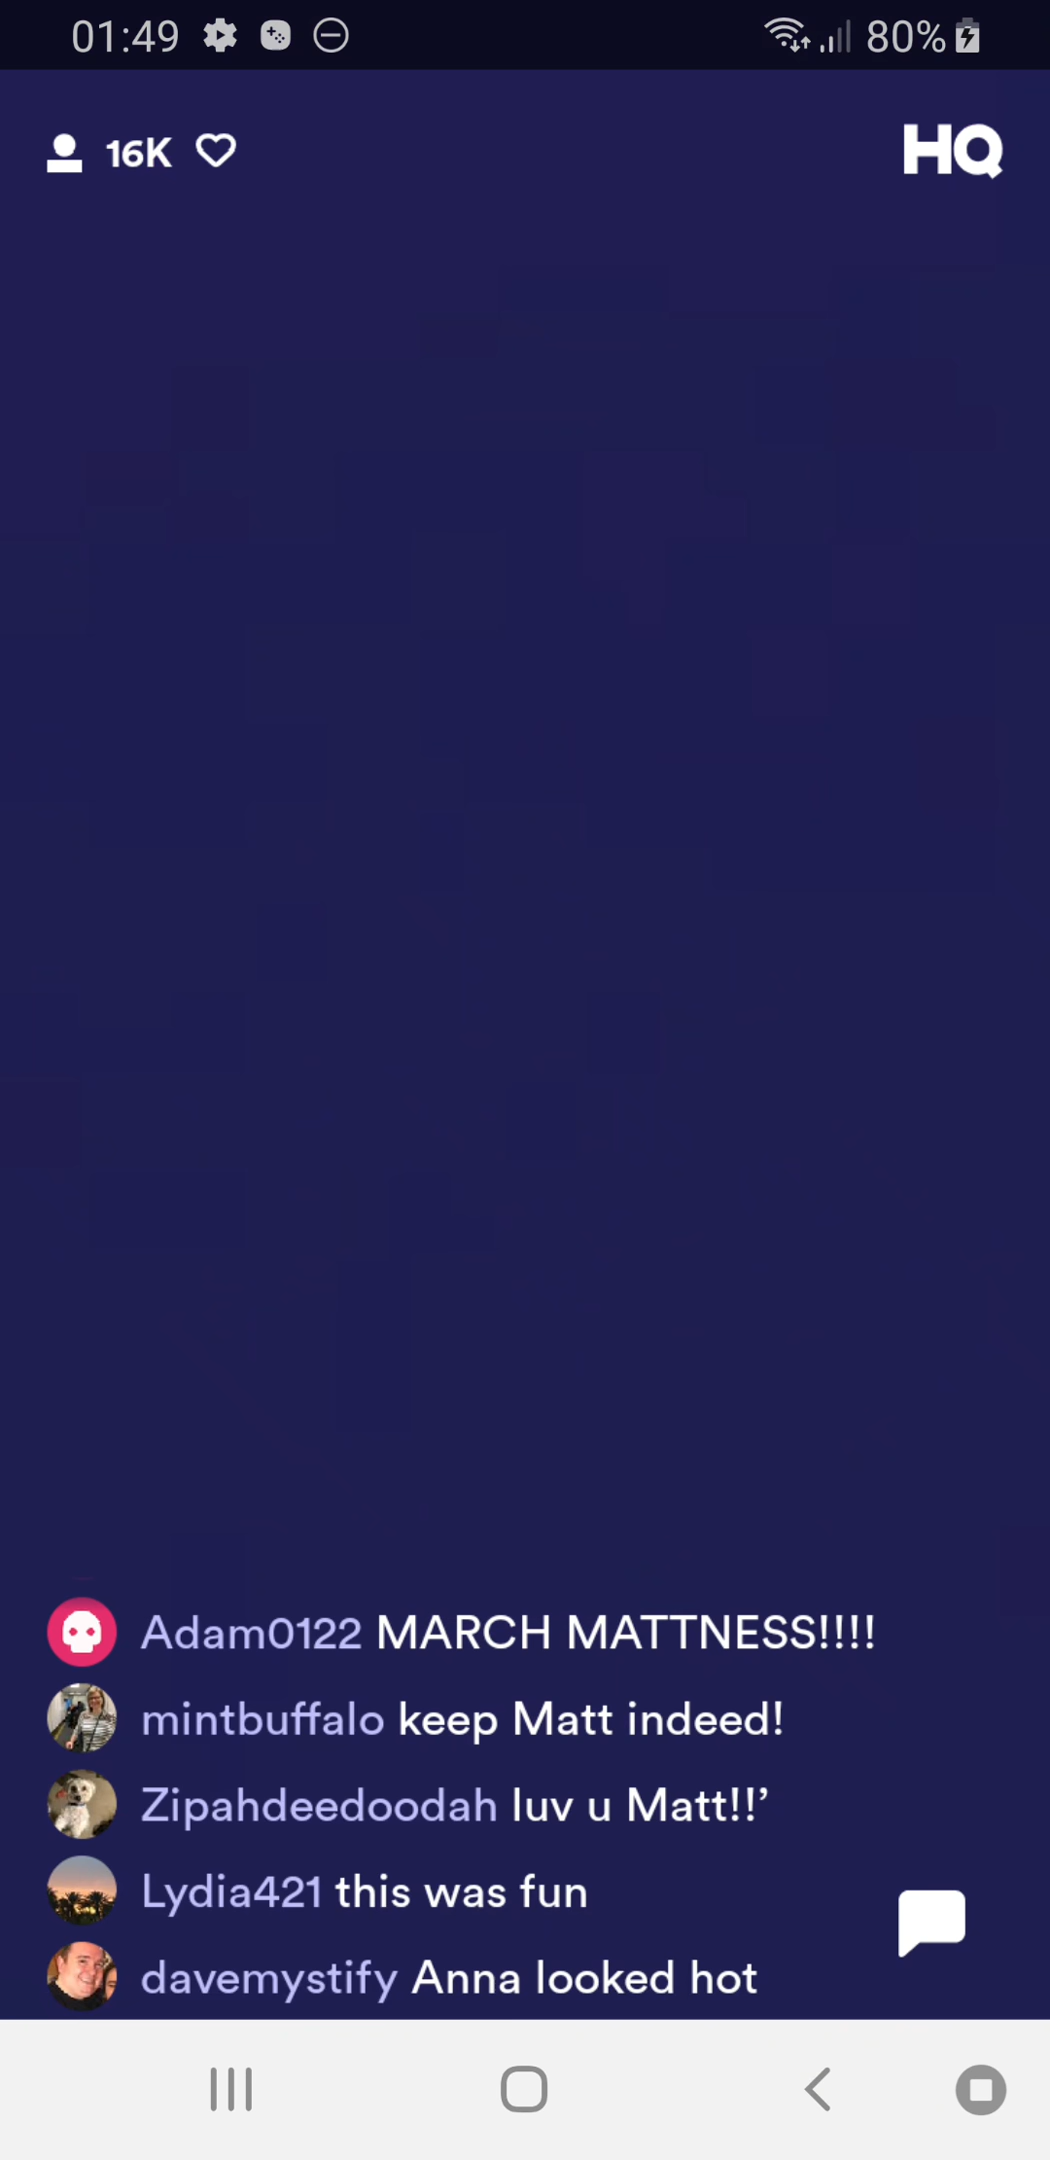 01:49
80%
16K
HQ
Adam0122 MARCH MATTNESS!!!!
mintbuffalo keep Matt indeed!
Zipahdeedoodah luv u Matt!!’
Lydia421 this was fun
davemystify Anna looked hot